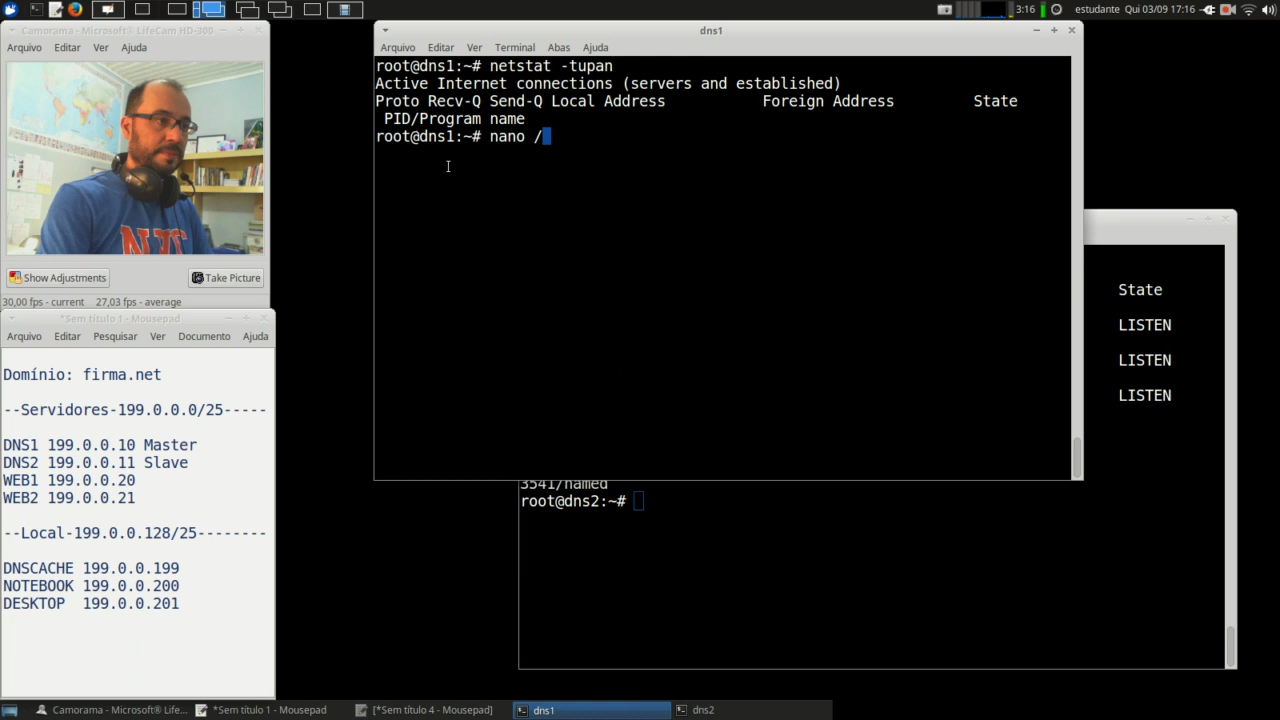 3:16
estudante Qui 03/09 17:16
Camorama - Microsoft® LifeCam HD-300
Arquivo Editar Ver Ajuda
Show Adjustments Take Picture
30,00 fps - current 27,03 fps - average
*Sem título 1 - Mousepad
Arquivo Editar Pesquisar Ver Documento Ajuda
Domínio: firma.net
--Servidores-199.0.0.0/25-----
DNS1 199.0.0.10 Master
DNS2 199.0.0.11 Slave
WEB1 199.0.0.20
WEB2 199.0.0.21
--Local-199.0.0.128/25--------
DNSCACHE 199.0.0.199
NOTEBOOK 199.0.0.200
DESKTOP 199.0.0.201
dns1
Arquivo Editar Ver Terminal Abas Ajuda
root@dns1:~# netstat -tupan
Active Internet connections (servers and established)
Proto Recv-Q Send-Q Local Address Foreign Address State
PID/Program name
root@dns1:~# nano /
State
LISTEN
LISTEN
LISTEN
3541/named
root@dns2:~#
Camorama - Microsoft® Life...
*Sem título 1 - Mousepad
[*Sem título 4 - Mousepad]
dns1
dns2